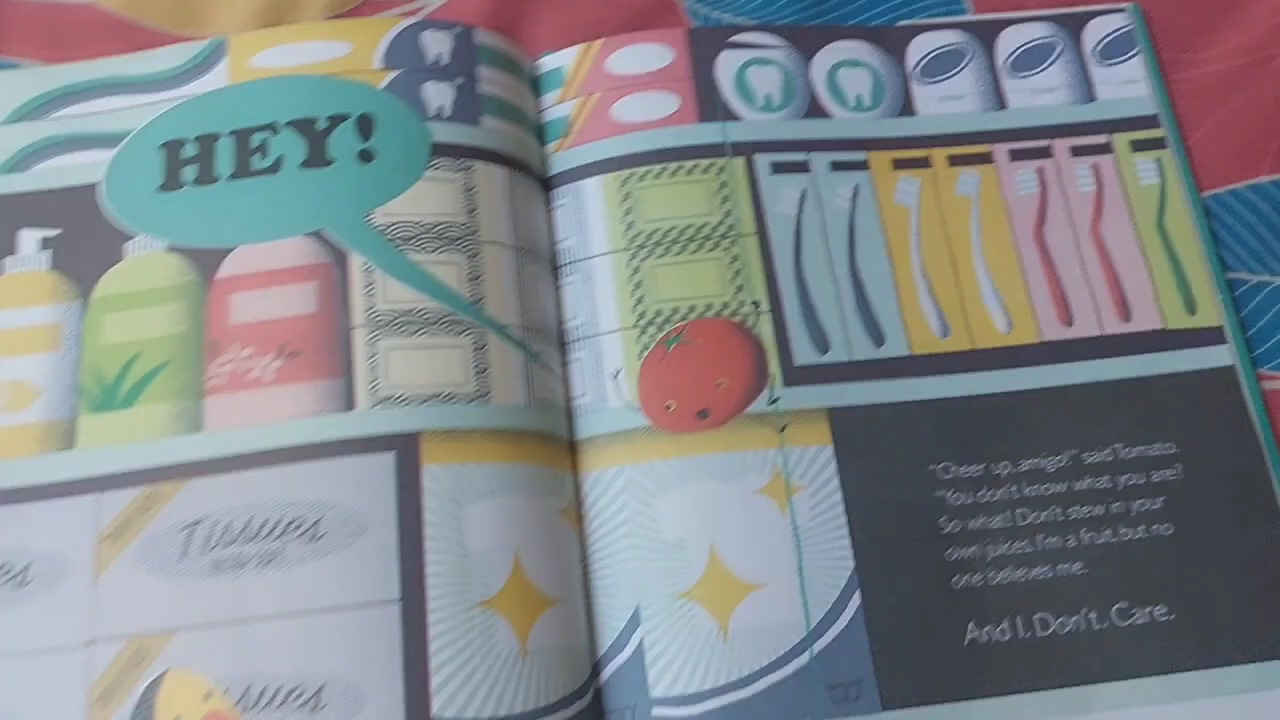 HEY!
Tissues
"Cheer up, amigo!" said Tomato.
"You don't know what you are?
So what! Don't stew in your
own juices. I'm a fruit, but no
one believes me.
And I. Don't. Care.